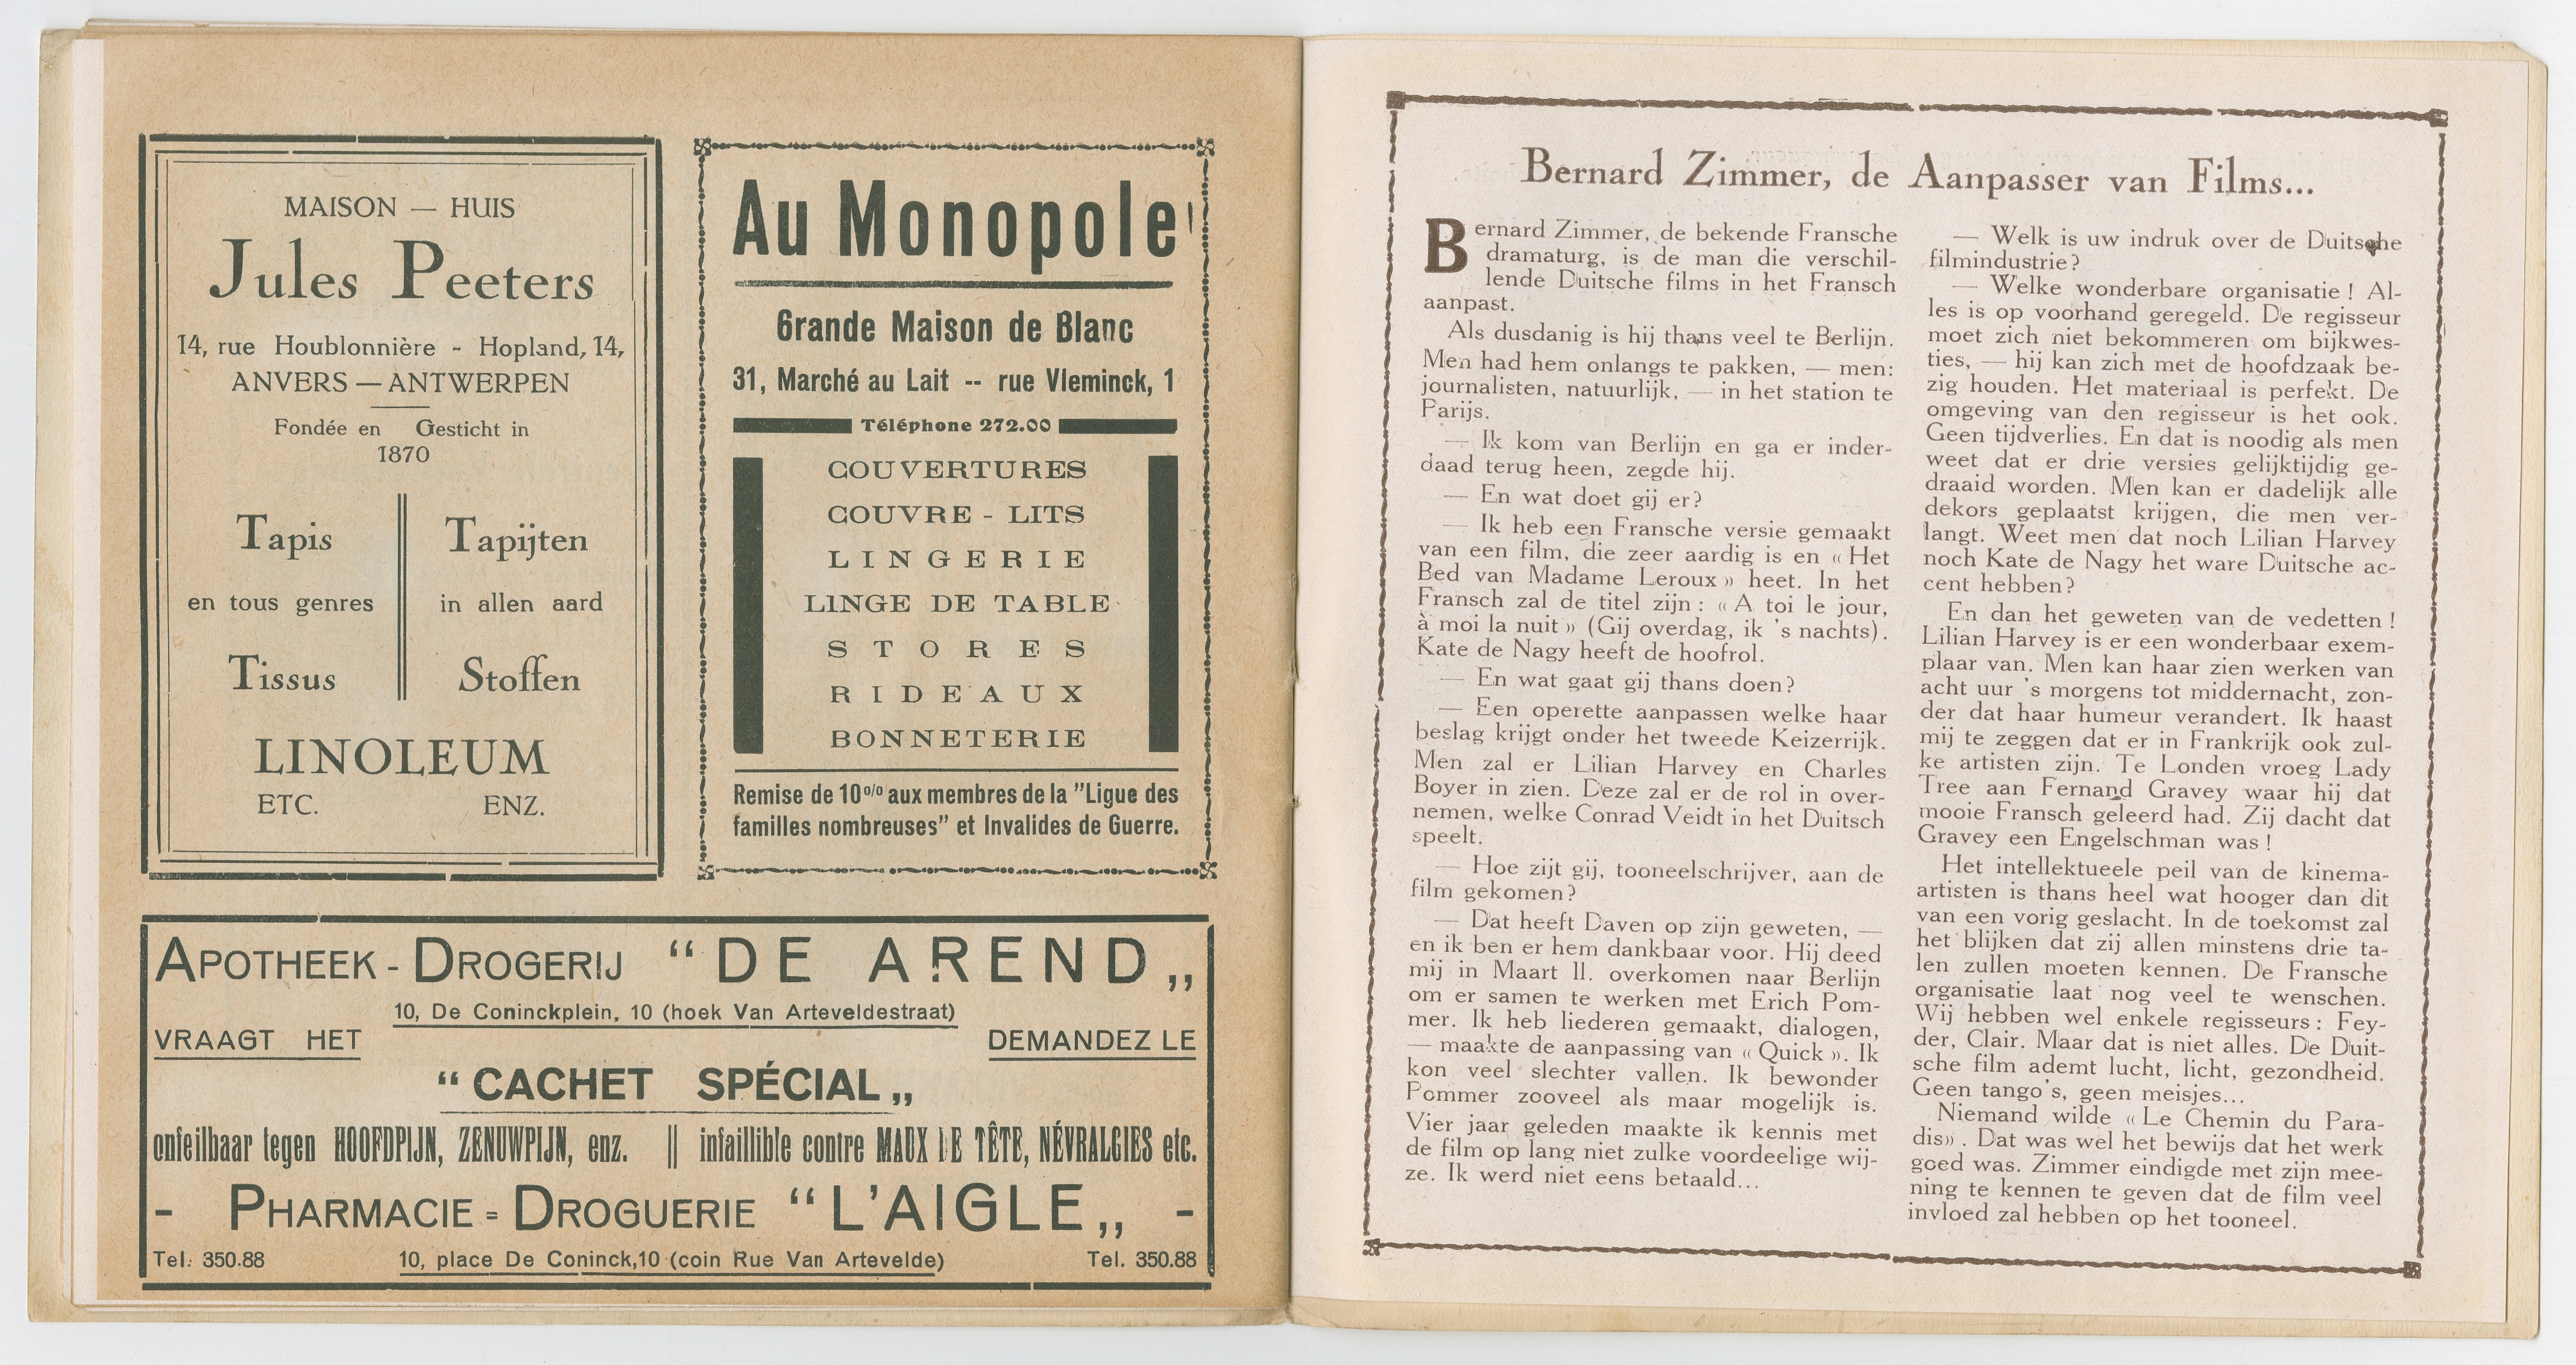 MAISON — HUIS
Jules Peeters
14, rue Houblonnière - Hopland, 14,
ANVERS — ANTWERPEN
Fondée en Gesticht in
1870
Tapis
en tous genres
Tissus
Tapijten
in allen aard
Stoffen
LINOLEUM
ETC. ENZ.
Au Monopole
Grande Maison de Blanc
31, Marché au Lait -- rue Vleminck, 1
Téléphone 272.00
COUVERTURES
COUVRE - LITS
LINGERIE
LINGE DE TABLE
STORES
RIDEAUX
BONNETERIE
Remise de 10% aux membres de la "Ligue des
familles nombreuses" et Invalides de Guerre.
APOTHEEK - DROGERIJ “DE AREND„
10, De Coninckplein, 10 (hoek Van Arteveldestraat)
VRAAGT HET DEMANDEZ LE
“CACHET SPÉCIAL„
onfeilbaar tegen HOOFDPIJN, ZENUWPIJN, enz. || infaillible contre MAUX DE TÊTE, NÉVRALGIES etc.
- PHARMACIE = DROGUERIE “L'AIGLE„ -
Tel. 350.88 10, place De Coninck, 10 (coin Rue Van Artevelde) Tel. 350.88
Bernard Zimmer, de Aanpasser van Films...
Bernard Zimmer, de bekende Fransche
dramaturg, is de man die verschil-
lende Duitsche films in het Fransch
aanpast.
Als dusdanig is hij thans veel te Berlijn.
Men had hem onlangs te pakken, — men:
journalisten, natuurlijk, — in het station te
Parijs.
— Ik kom van Berlijn en ga er inder-
daad terug heen, zegde hij.
— En wat doet gij er?
— Ik heb een Fransche versie gemaakt
van een film, die zeer aardig is en « Het
Bed van Madame Leroux » heet. In het
Fransch zal de titel zijn : « A toi le jour,
à moi la nuit » (Gij overdag, ik 's nachts).
Kate de Nagy heeft de hoofrol.
— En wat gaat gij thans doen?
— Een operette aanpassen welke haar
beslag krijgt onder het tweede Keizerrijk.
Men zal er Lilian Harvey en Charles
Boyer in zien. Deze zal er de rol in over-
nemen, welke Conrad Veidt in het Duitsch
speelt.
— Hoe zijt gij, tooneelschrijver, aan de
film gekomen?
— Dat heeft Daven op zijn geweten, —
en ik ben er hem dankbaar voor. Hij deed
mij in Maart ll. overkomen naar Berlijn
om er samen te werken met Erich Pom-
mer. Ik heb liederen gemaakt, dialogen,
— maakte de aanpassing van « Quick ». Ik
kon veel slechter vallen. Ik bewonder
Pommer zooveel als maar mogelijk is.
Vier jaar geleden maakte ik kennis met
de film op lang niet zulke voordeelige wij-
ze. Ik werd niet eens betaald...
— Welk is uw indruk over de Duitsche
filmindustrie?
— Welke wonderbare organisatie ! Al-
les is op voorhand geregeld. De regisseur
moet zich niet bekommeren om bijkwes-
ties, — hij kan zich met de hoofdzaak be-
zig houden. Het materiaal is perfekt. De
omgeving van den regisseur is het ook.
Geen tijdverlies. En dat is noodig als men
weet dat er drie versies gelijktijdig ge-
draaid worden. Men kan er dadelijk alle
dekors geplaatst krijgen, die men ver-
langt. Weet men dat noch Lilian Harvey
noch Kate de Nagy het ware Duitsche ac-
cent hebben?
En dan het geweten van de vedetten !
Lilian Harvey is er een wonderbaar exem-
plaar van. Men kan haar zien werken van
acht uur 's morgens tot middernacht, zon-
der dat haar humeur verandert. Ik haast
mij te zeggen dat er in Frankrijk ook zul-
ke artisten zijn. Te Londen vroeg Lady
Tree aan Fernand Gravey waar hij dat
mooie Fransch geleerd had. Zij dacht dat
Gravey een Engelschman was !
Het intellektueele peil van de kinema-
artisten is thans heel wat hooger dan dit
van een vorig geslacht. In de toekomst zal
het blijken dat zij allen minstens drie ta-
len zullen moeten kennen. De Fransche
organisatie laat nog veel te wenschen.
Wij hebben wel enkele regisseurs : Fey-
der, Clair. Maar dat is niet alles. De Duit-
sche film ademt lucht, licht, gezondheid.
Geen tango's, geen meisjes...
Niemand wilde « Le Chemin du Para-
dis» . Dat was wel het bewijs dat het werk
goed was. Zimmer eindigde met zijn mee-
ning te kennen te geven dat de film veel
invloed zal hebben op het tooneel.